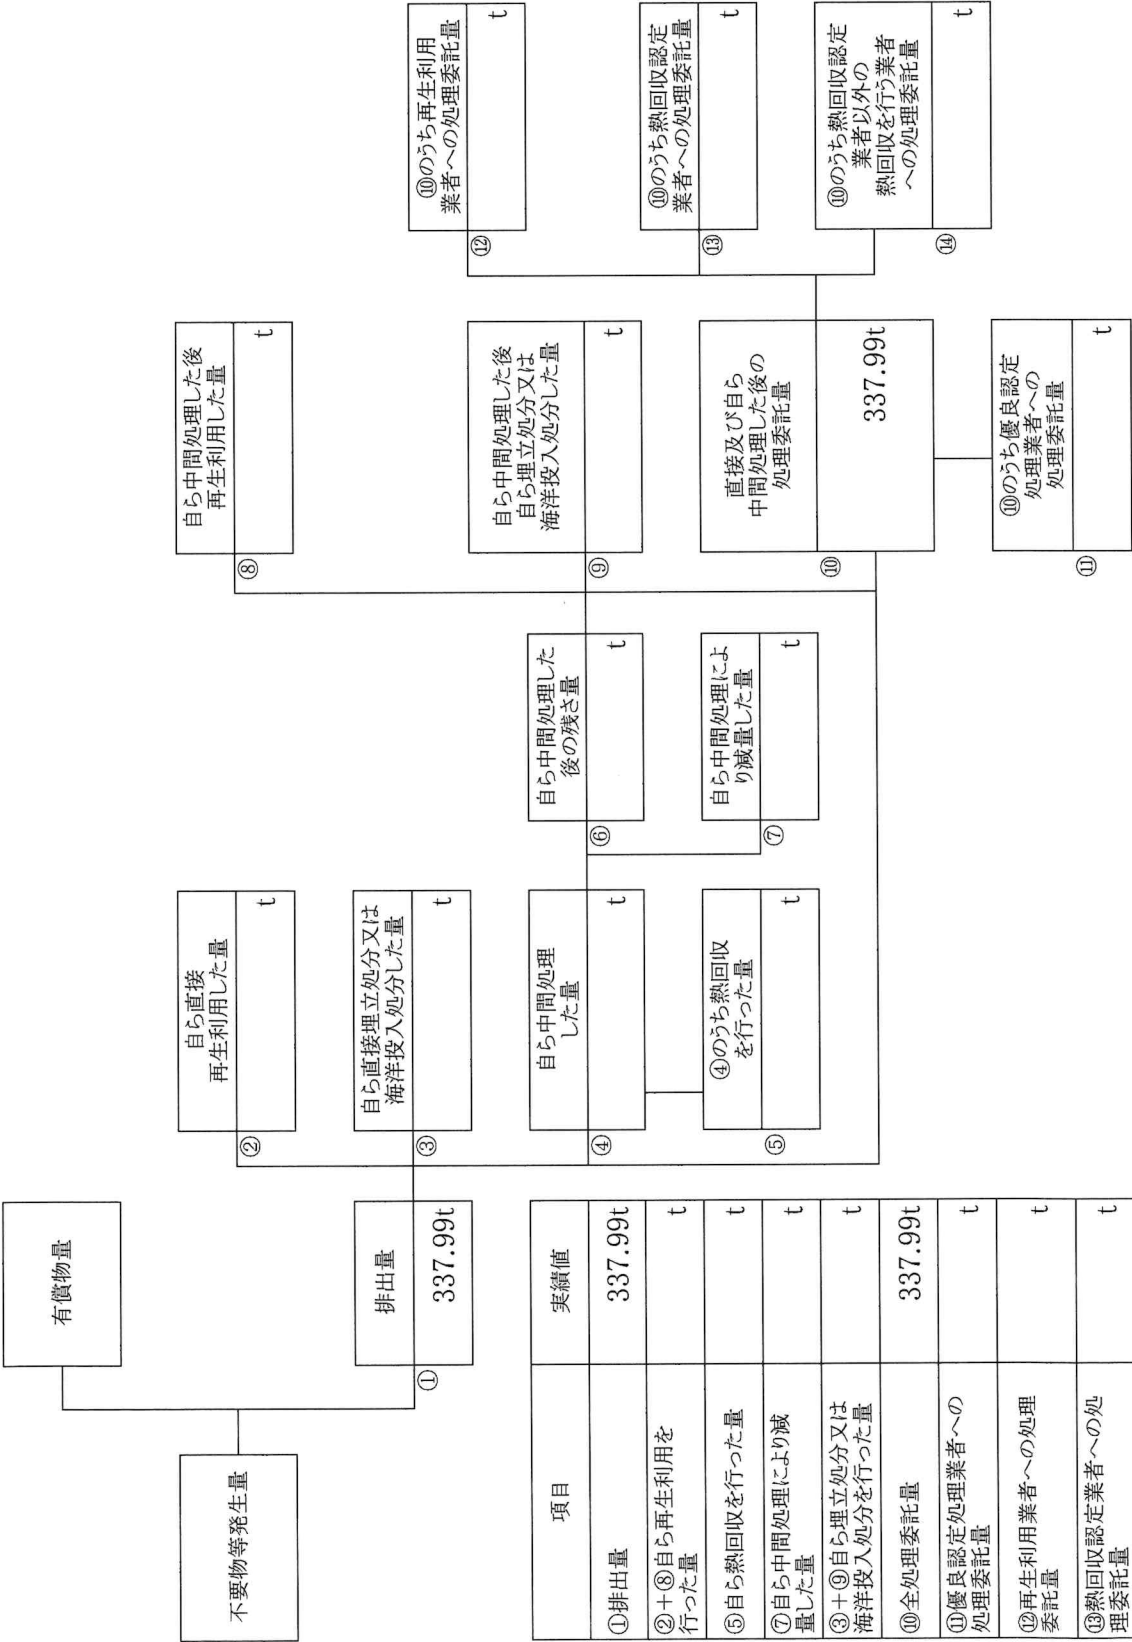 不要物等発生量
有償物量
①
排出量
337.99t
②
自ら直接
再生利用した量
t
③
自ら直接埋立処分又は
海洋投入処分した量
t
④
自ら中間処理
した量
t
⑤
④のうち熱回収
を行った量
t
⑥
自ら中間処理した
後の残さ量
t
⑦
自ら中間処理によ
り減量した量
t
⑧
自ら中間処理した後
再生利用した量
t
⑨
自ら中間処理した後
自ら埋立処分又は
海洋投入処分した量
t
⑩
直接及び自ら
中間処理した後の
処理委託量
337.99t
⑪
⑩のうち優良認定
処理業者への
処理委託量
t
⑫
⑩のうち再生利用
業者への処理委託量
t
⑬
⑩のうち熱回収認定
業者への処理委託量
t
⑭
⑩のうち熱回収認定
業者以外の
熱回収を行う業者
への処理委託量
t
項目 実績値
①排出量 337.99t
②+⑧自ら再生利用を
行った量 t
⑤自ら熱回収を行った量 t
⑦自ら中間処理により減
量した量 t
③+⑨自ら埋立処分又は
海洋投入処分を行った量 t
⑩全処理委託量 337.99t
⑪優良認定処理業者への
処理委託量 t
⑫再生利用業者への処理
委託量 t
⑬熱回収認定業者への処
理委託量 t